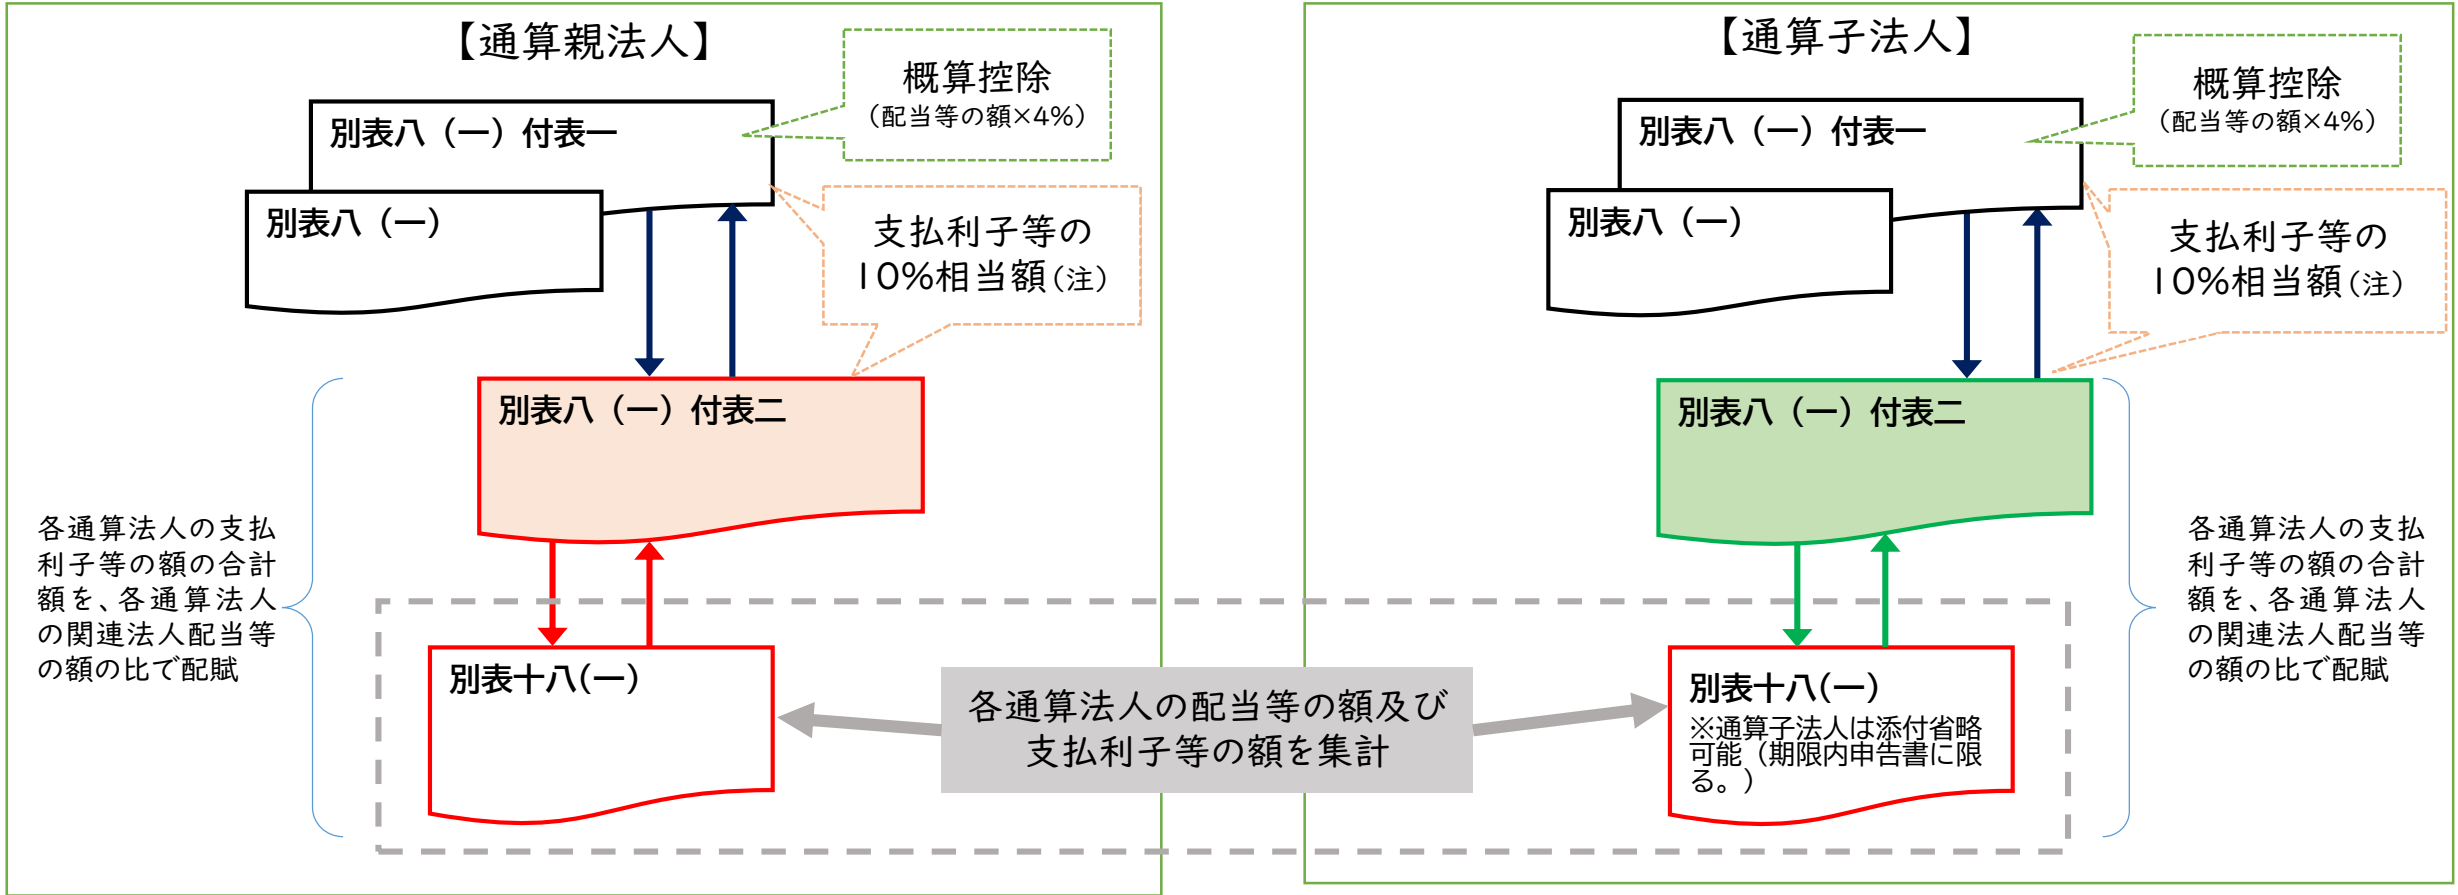 【通算親法人】
概算控除
（配当等の額×4％）
別表八（一）付表一
別表八（一）
支払利子等の
10％相当額（注）
別表八（一）付表二
各通算法人の支払
利子等の額の合計
額を、各通算法人
の関連法人配当等
の額の比で配賦
別表十八(一)
各通算法人の配当等の額及び
支払利子等の額を集計
【通算子法人】
概算控除
（配当等の額×4％）
別表八（一）付表一
別表八（一）
支払利子等の
10％相当額（注）
別表八（一）付表二
各通算法人の支払
利子等の額の合計
額を、各通算法人
の関連法人配当等
の額の比で配賦
別表十八(一)
※通算子法人は添付省略
可能（期限内申告書に限
る。）